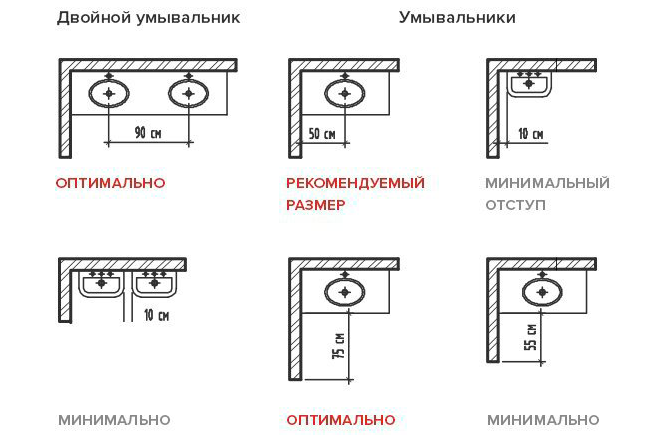 Двойной умывальник
Умывальники
90 см
50 см
10 см
ОПТИМАЛЬНО
РЕКОМЕНДУЕМЫЙ
РАЗМЕР
МИНИМАЛЬНЫЙ
ОТСТУП
10 см
75 см
55 см
МИНИМАЛЬНО
ОПТИМАЛЬНО
МИНИМАЛЬНО